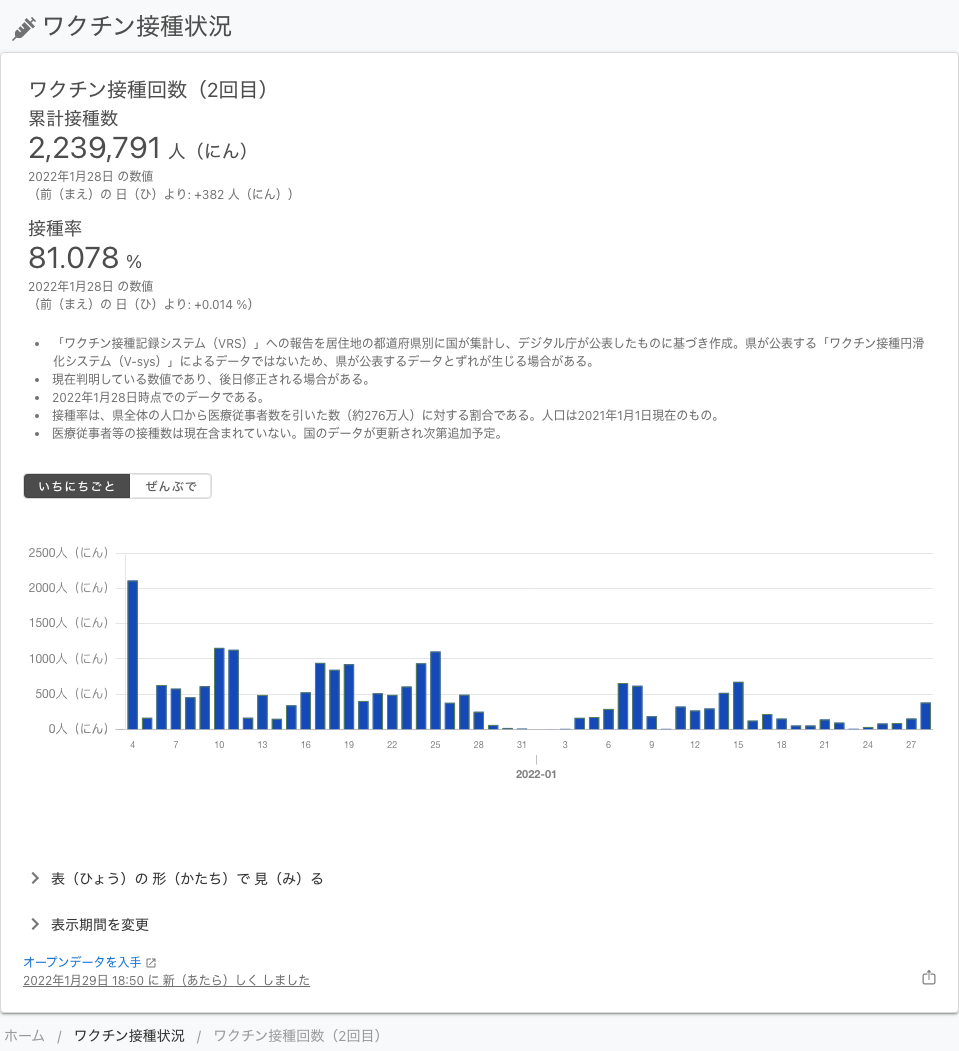 ワクチン接種状況
ワクチン接種回数（2回目）
累計接種数
2,239,791 人（にん）
2022年1月28日 の数値
（前（まえ）の 日（ひ）より: +382 人（にん））
接種率
81.078 %
2022年1月28日 の数値
（前（まえ）の 日（ひ）より: +0.014 %）
• 「ワクチン接種記録システム（VRS）」への報告を居住地の都道府県別に国が集計し、デジタル庁が公表したものに基づき作成。県が公表する「ワクチン接種円滑
化システム（V-sys）」によるデータではないため、県が公表するデータとずれが生じる場合がある。
• 現在判明している数値であり、後日修正される場合がある。
• 2022年1月28日時点でのデータである。
• 接種率は、県全体の人口から医療従事者数を引いた数（約276万人）に対する割合である。人口は2021年1月1日現在のもの。
• 医療従事者等の接種数は現在含まれていない。国のデータが更新され次第追加予定。
いちにちごと ぜんぶで
2500人（にん）
2000人（にん）
1500人（にん）
1000人（にん）
500人（にん）
0人（にん）
4 7 10 13 16 19 22 25 28 31 3 6 9 12 15 18 21 24 27
2022-01
表（ひょう）の 形（かたち）で 見（み）る
表示期間を変更
オープンデータを入手
2022年1月29日 18:50 に 新（あたら）しく しました
ホーム / ワクチン接種状況 / ワクチン接種回数（2回目）